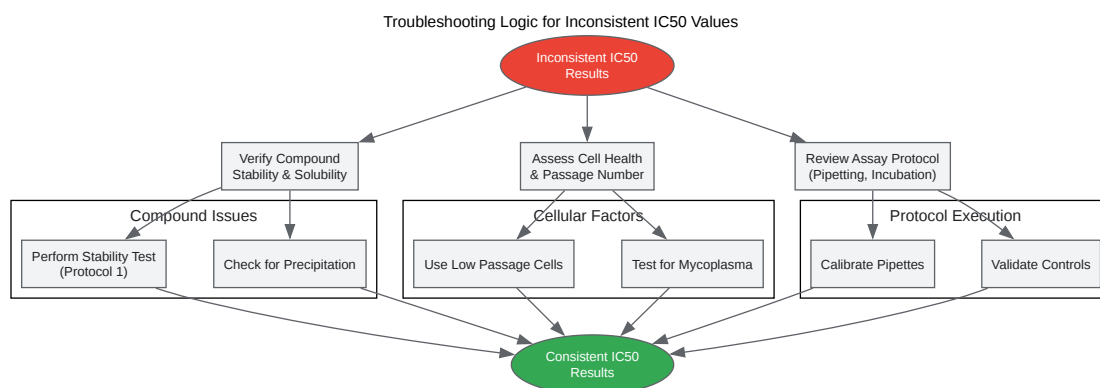 Troubleshooting Logic for Inconsistent IC50 Values
Inconsistent IC50
Results
Verify Compound
Stability & Solubility
Assess Cell Health
& Passage Number
Review Assay Protocol
(Pipetting, Incubation)
Compound Issues
Cellular Factors
Protocol Execution
Perform Stability Test
(Protocol 1)
Check for Precipitation
Use Low Passage Cells
Test for Mycoplasma
Calibrate Pipettes
Validate Controls
Consistent IC50
Results